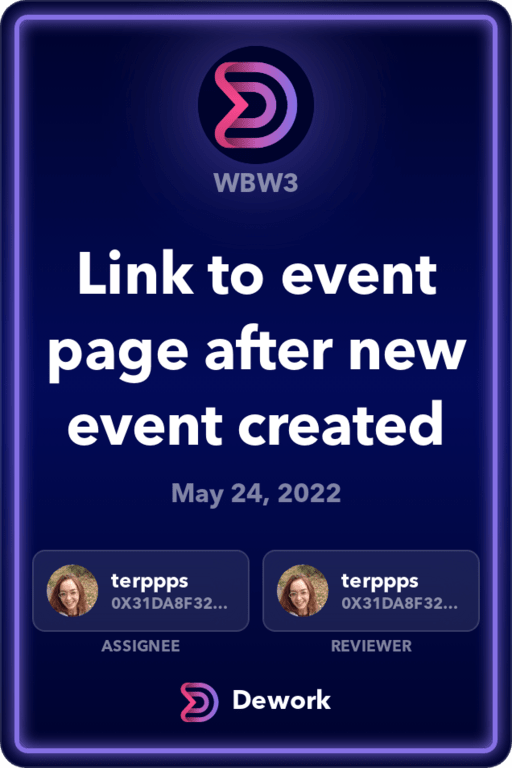 WBW3
Link to event
page after new
event created
May 24, 2022
terppps
0X31DA8F32...
ASSIGNEE
terppps
0X31DA8F32...
REVIEWER
Dework